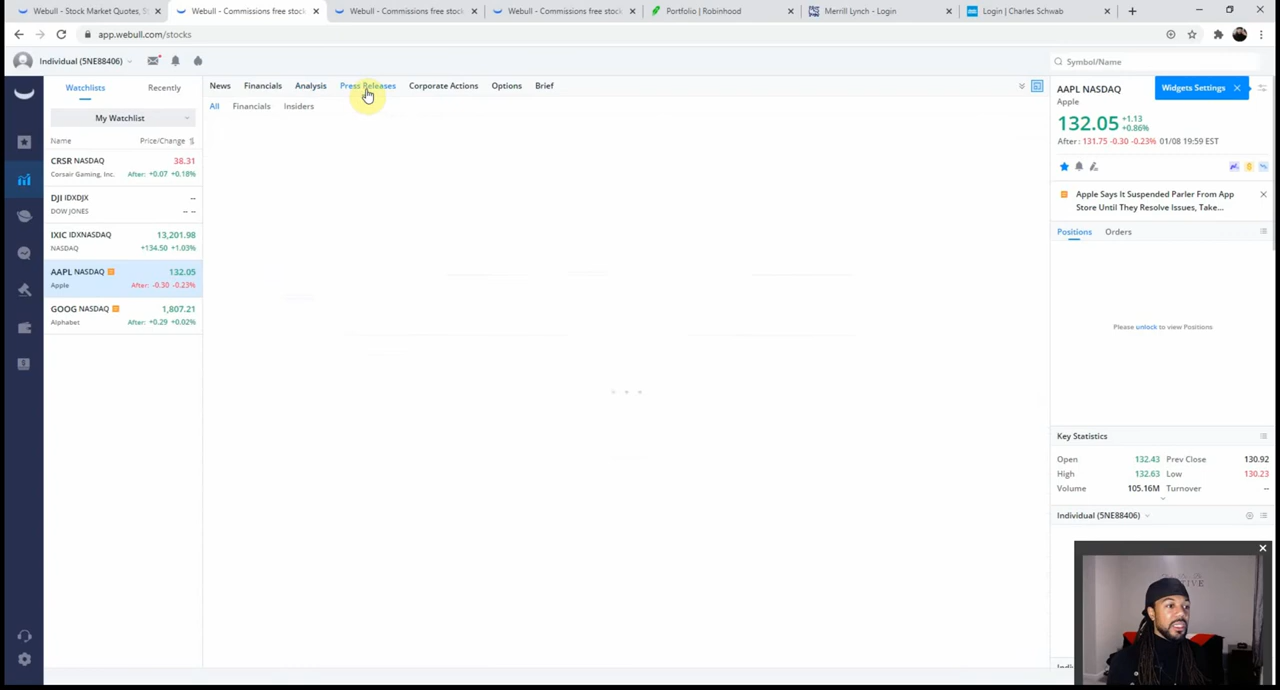 Webull - Stock Market Quotes, S
Webull - Commissions free stock
Webull - Commissions free stock
Webull - Commissions free stock
Portfolio | Robinhood
Merrill Lynch - Login
Login | Charles Schwab
app.webull.com/stocks
Individual (5NE88406)
Symbol/Name
Watchlists
Recently
My Watchlist
Name Price/Change
CRSR NASDAQ 38.31
Corsair Gaming, Inc. After: +0.07 +0.18%
DJI IDXDJX --
DOW JONES -- --
IXIC IDXNASDAQ 13,201.98
NASDAQ +134.50 +1.03%
AAPL NASDAQ 132.05
Apple After: -0.30 -0.23%
GOOG NASDAQ 1,807.21
Alphabet After: +0.29 +0.02%
News Financials Analysis Press Releases Corporate Actions Options Brief
All Financials Insiders
AAPL NASDAQ
Widgets Settings
Apple
132.05 +1.13
+0.86%
After : 131.75 -0.30 -0.23% 01/08 19:59 EST
Apple Says It Suspended Parler From App
Store Until They Resolve Issues, Take...
Positions Orders
Please unlock to view Positions
Key Statistics
Open 132.43 Prev Close 130.92
High 132.63 Low 130.23
Volume 105.16M Turnover --
Individual (5NE88406)